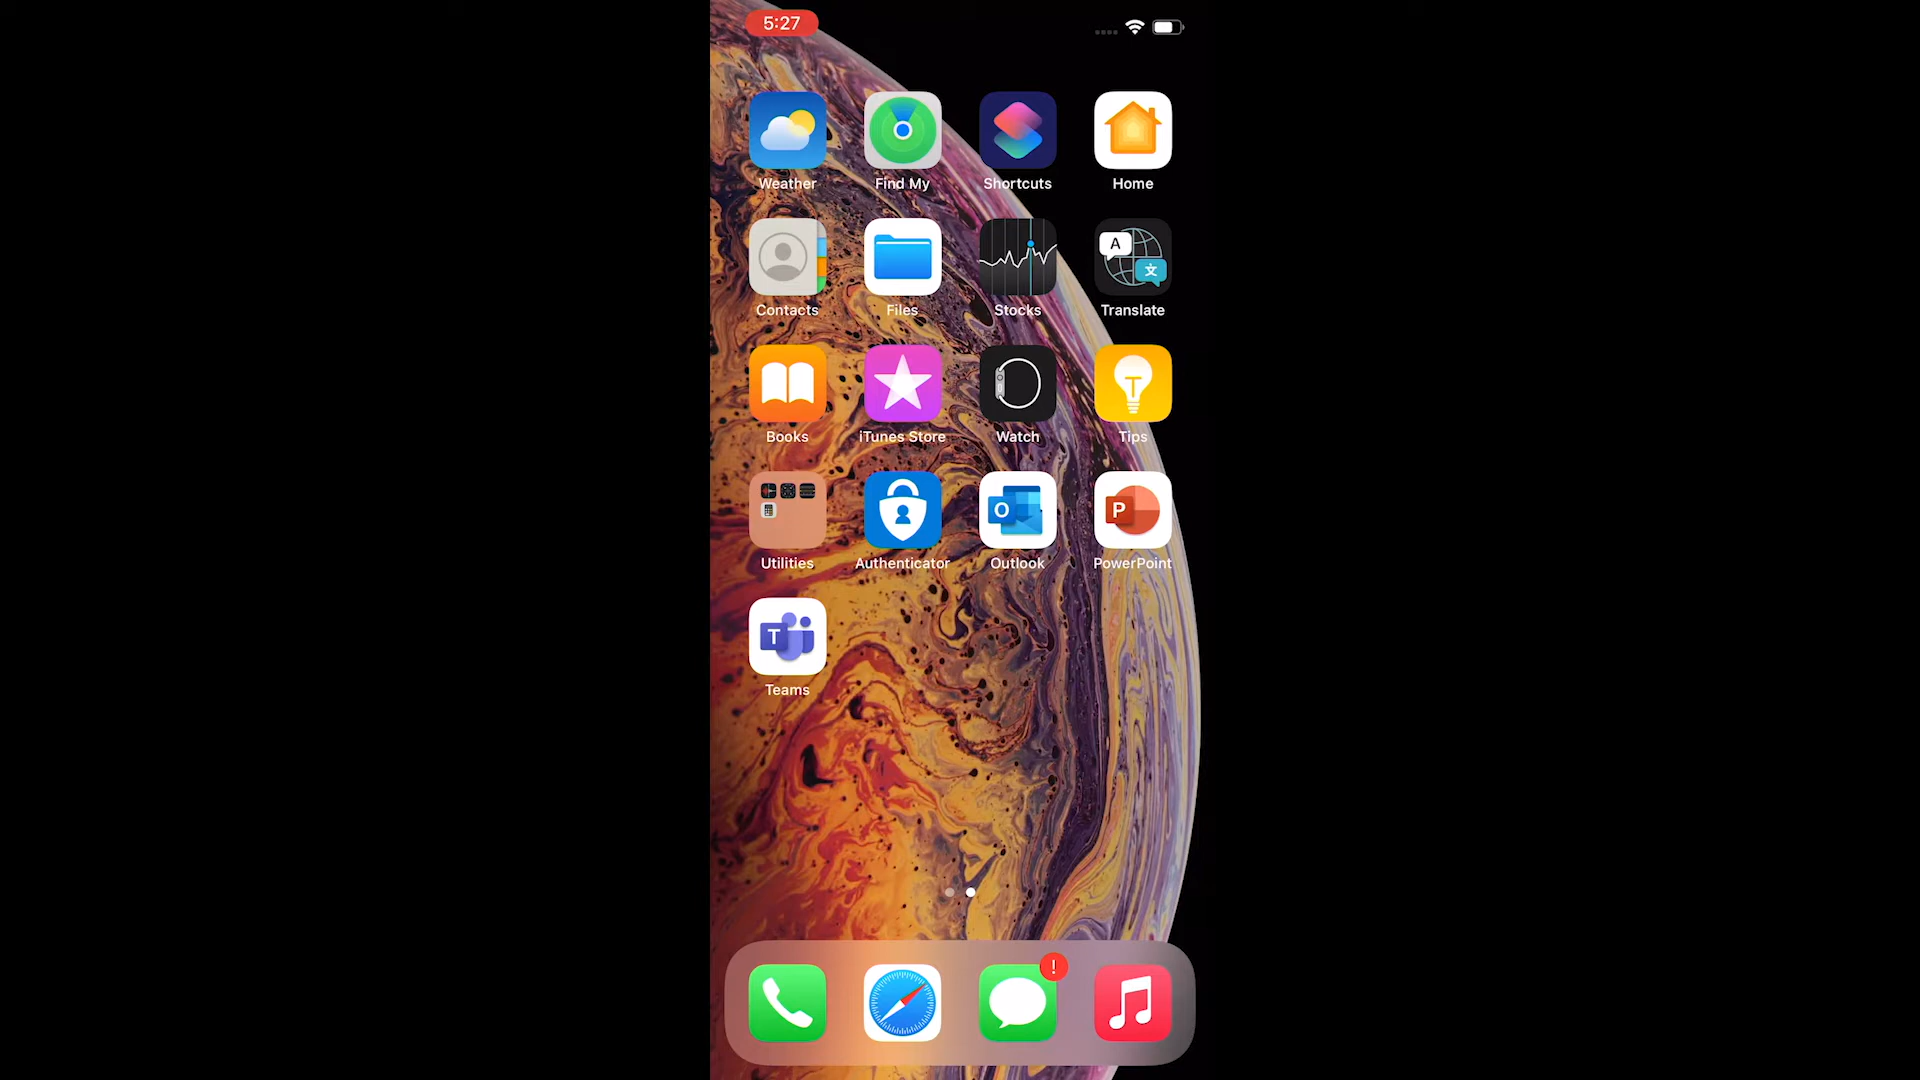 5:27
Weather Find My Shortcuts Home
A
文
Contacts Files Stocks Translate
T
Books iTunes Store Watch Tips
O P
Utilities Authenticator Outlook PowerPoint
T
Teams
!